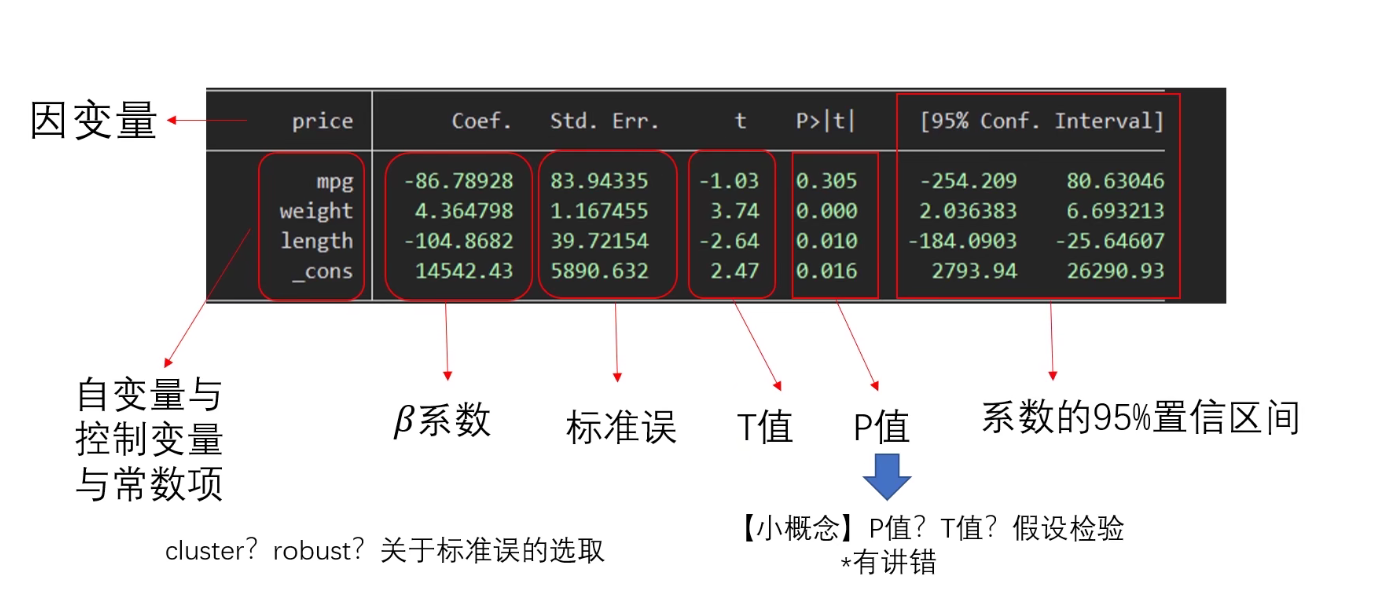 因变量
price Coef. Std. Err. t P>|t| [95% Conf. Interval]
mpg -86.78928 83.94335 -1.03 0.305 -254.209 80.63046
weight 4.364798 1.167455 3.74 0.000 2.036383 6.693213
length -104.8682 39.72154 -2.64 0.010 -184.0903 -25.64607
_cons 14542.43 5890.632 2.47 0.016 2793.94 26290.93
自变量与
控制变量
与常数项
β系数
标准误
T值
P值
系数的95%置信区间
cluster？robust？关于标准误的选取
【小概念】P值？T值？假设检验
*有讲错